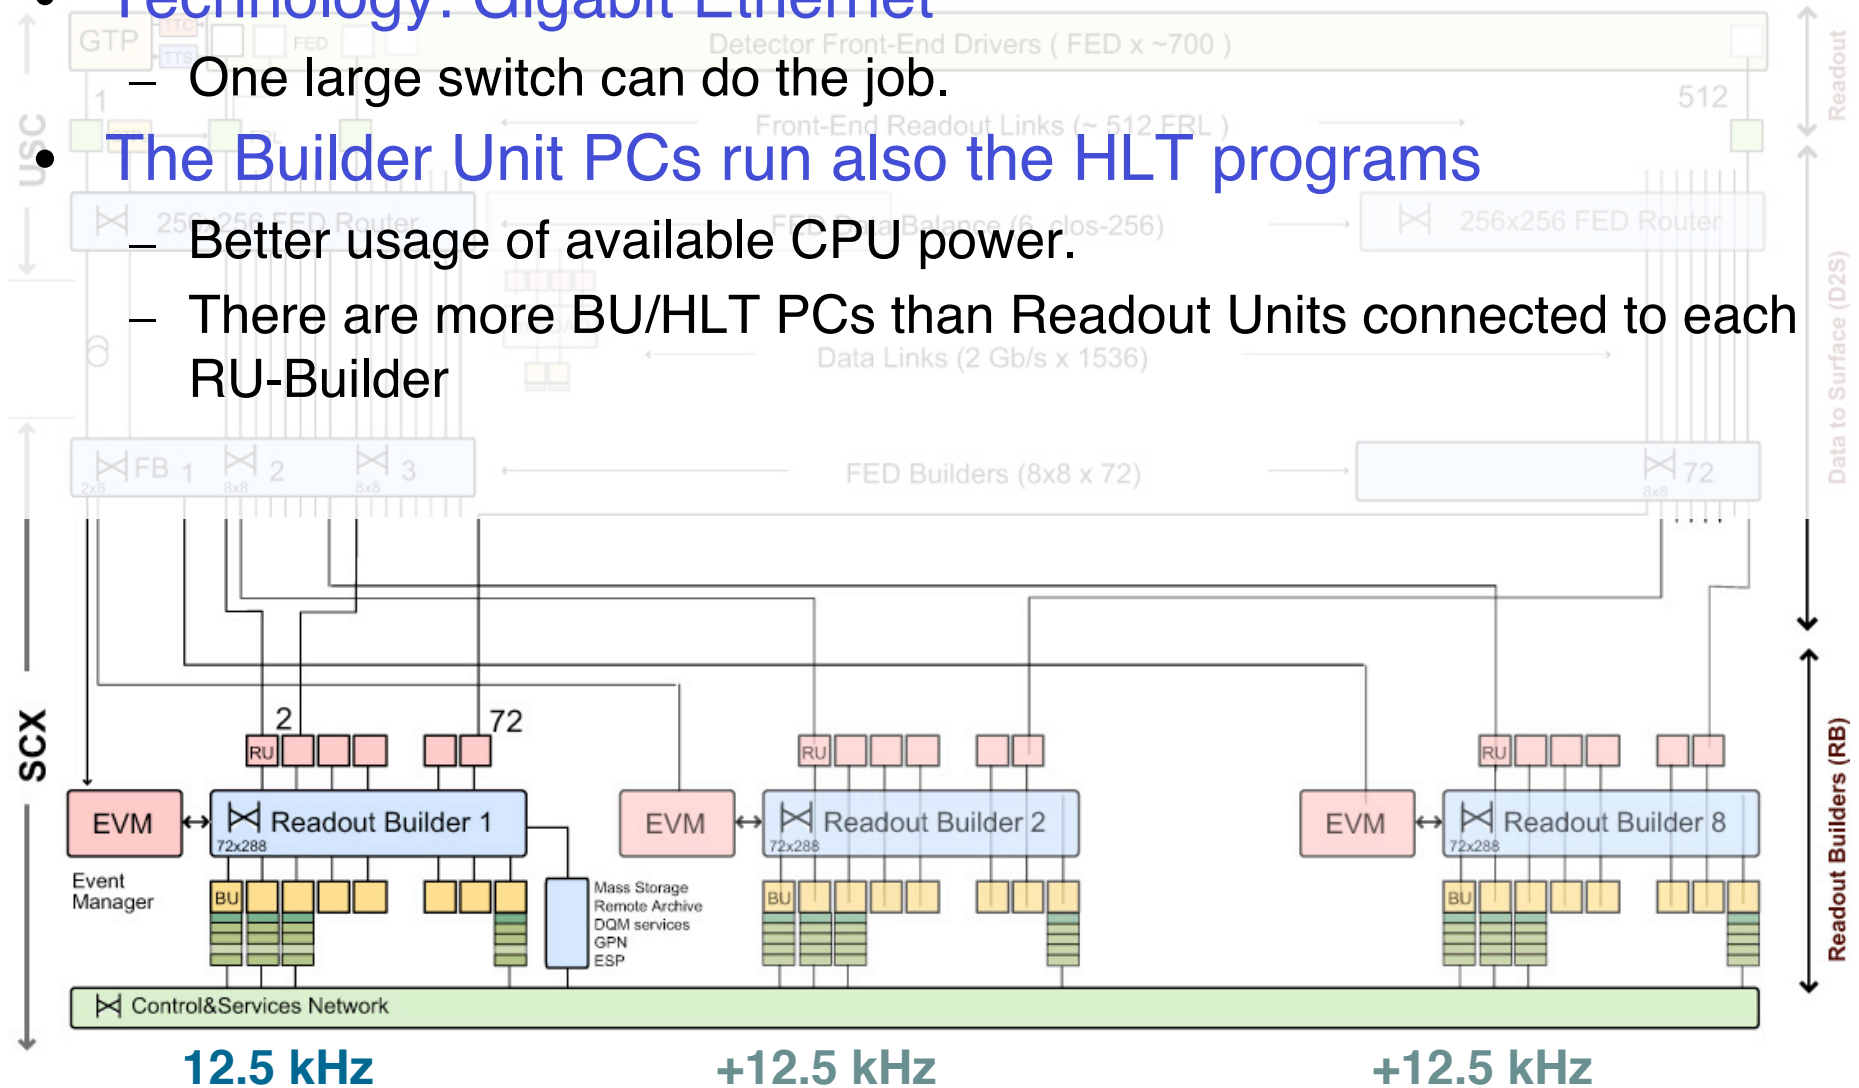 • Technology: Gigabit Ethernet
GTP TTC TTS FED Detector Front-End Drivers ( FED x ~700 ) Readout
– One large switch can do the job.
1 512
USC Front-End Readout Links (~ 512 FRL )
• The Builder Unit PCs run also the HLT programs
256x256 FED Router FED Data Balance (6 clos-256) 256x256 FED Router
– Better usage of available CPU power.
– There are more BU/HLT PCs than Readout Units connected to each
RU-Builder
Data Links (2 Gb/s x 1536)
Data to Surface (D2S)
FB 1 2 3 FED Builders (8x8 x 72) 72
2x8 8x8 8x8 8x8
SCX
2 72
RU RU RU
EVM Readout Builder 1 EVM Readout Builder 2 EVM Readout Builder 8
72x288 72x288 72x288
Readout Builders (RB)
Event
Manager
BU BU BU
Mass Storage
Remote Archive
DQM services
GPN
ESP
Control&Services Network
12.5 kHz +12.5 kHz +12.5 kHz